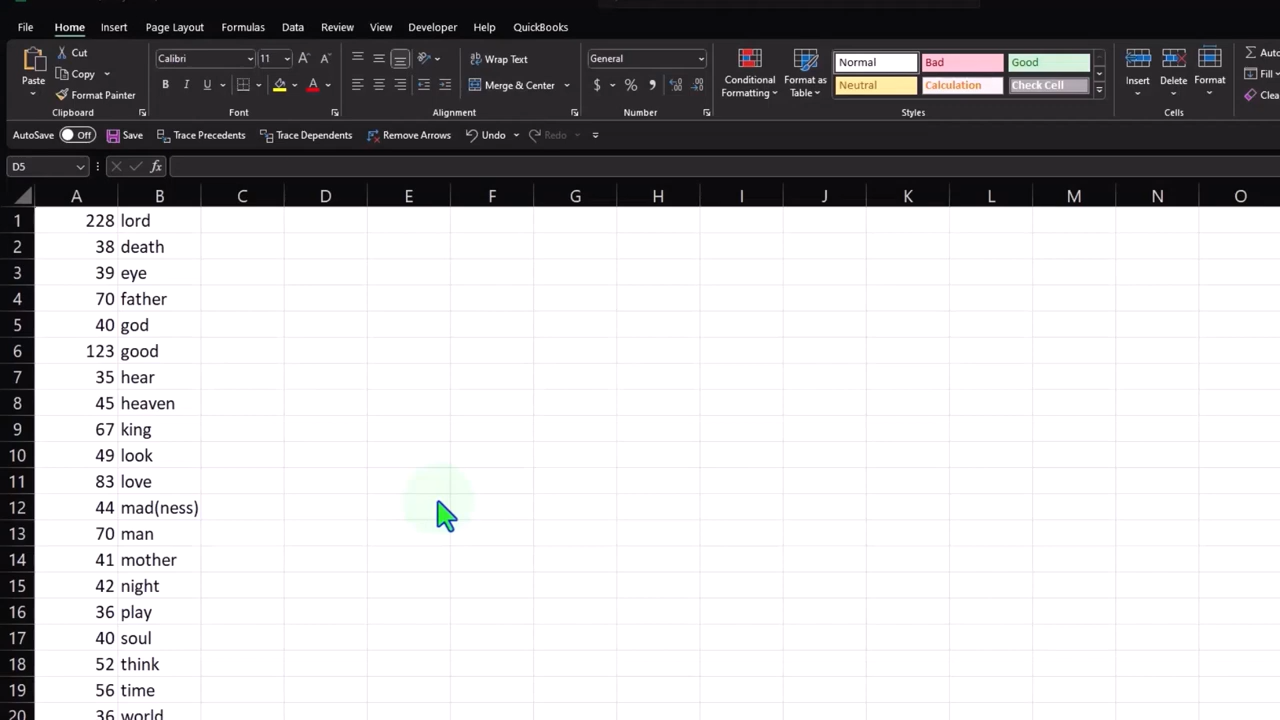 File Home Insert Page Layout Formulas Data Review View Developer Help QuickBooks
Paste
Cut
Copy
Format Painter
Clipboard
Calibri 11
B I U
Font
Wrap Text
Merge & Center
Alignment
General
$ % ,
Number
Conditional Formatting
Format as Table
Normal Bad Good
Neutral Calculation Check Cell
Styles
Insert Delete Format
Cells
Fill
AutoSave Off Save Trace Precedents Trace Dependents Remove Arrows Undo Redo
D5 fx
A B C D E F G H I J K L M N O
1 228 lord
2 38 death
3 39 eye
4 70 father
5 40 god
6 123 good
7 35 hear
8 45 heaven
9 67 king
10 49 look
11 83 love
12 44 mad(ness)
13 70 man
14 41 mother
15 42 night
16 36 play
17 40 soul
18 52 think
19 56 time
20 36 world